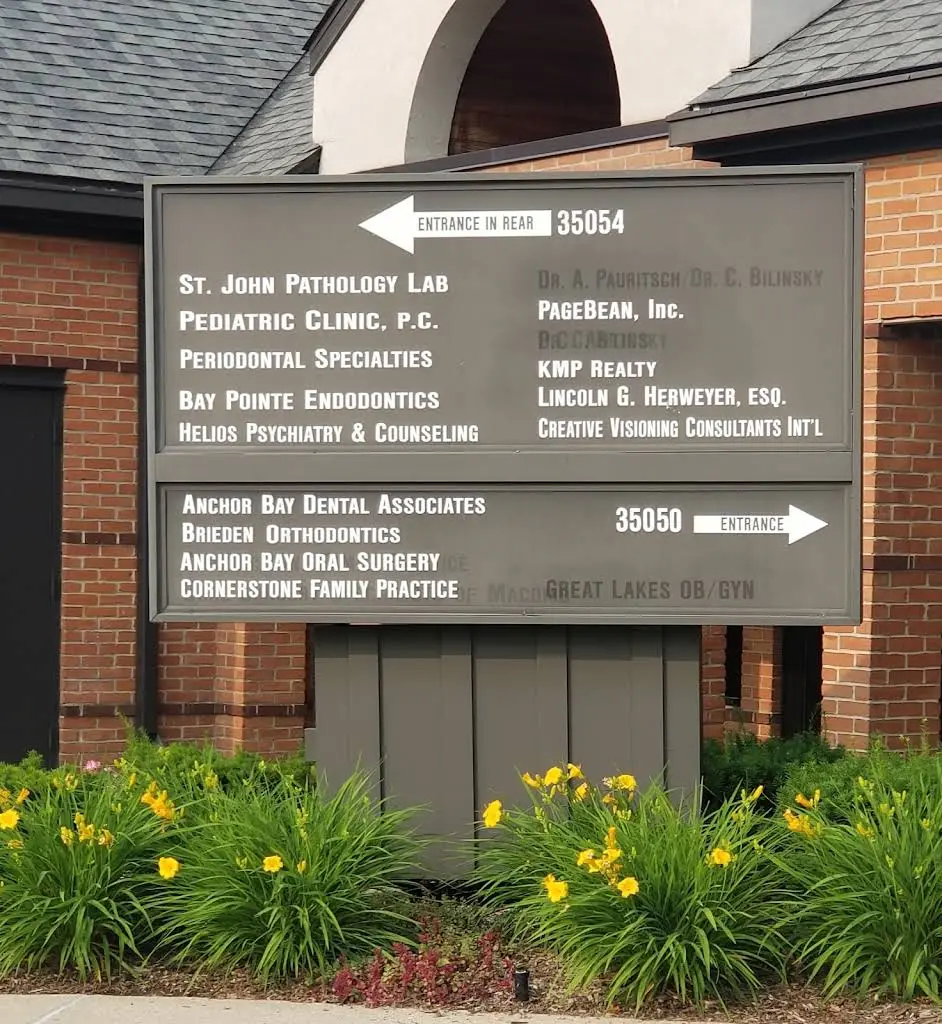 ENTRANCE IN REAR 35054
ST. JOHN PATHOLOGY LAB
PEDIATRIC CLINIC, P.C.
PERIODONTAL SPECIALTIES
BAY POINTE ENDODONTICS
HELIOS PSYCHIATRY & COUNSELING
DR. A. PAURITSCH/DR. C. BILINSKY
PAGEBEAN, Inc.
KMP REALTY
LINCOLN G. HERWEYER, ESQ.
CREATIVE VISIONING CONSULTANTS INT'L
ANCHOR BAY DENTAL ASSOCIATES
BRIEDEN ORTHODONTICS
ANCHOR BAY ORAL SURGERY
CORNERSTONE FAMILY PRACTICE
35050 ENTRANCE
GREAT LAKES OB/GYN